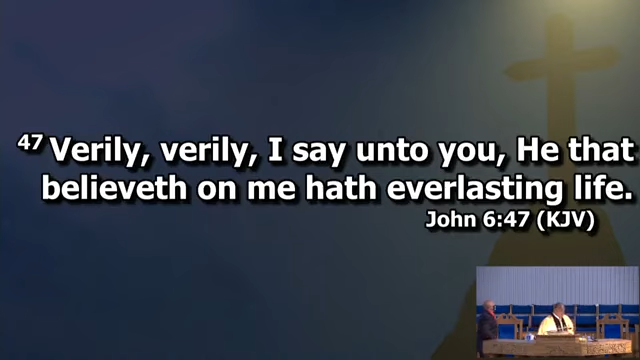 47 Verily, verily, I say unto you, He that
believeth on me hath everlasting life.
John 6:47 (KJV)